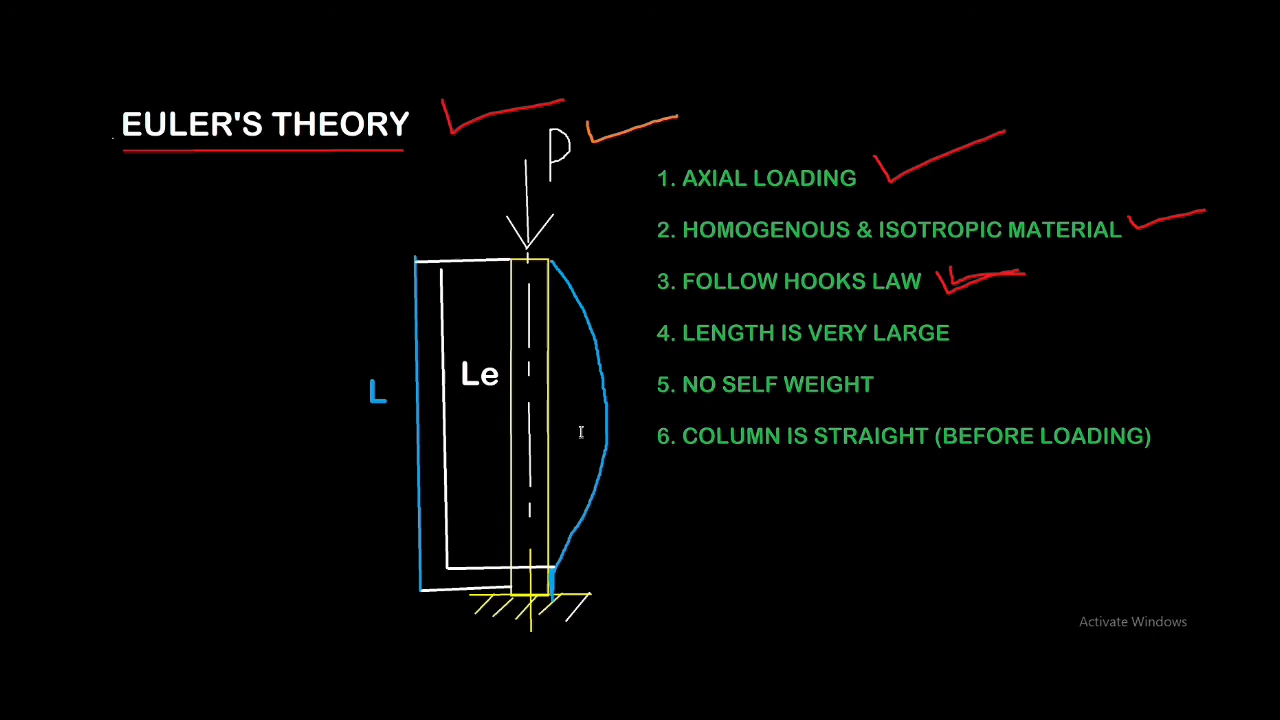 EULER'S THEORY
P
1. AXIAL LOADING
2. HOMOGENOUS & ISOTROPIC MATERIAL
3. FOLLOW HOOKS LAW
4. LENGTH IS VERY LARGE
Le
L
5. NO SELF WEIGHT
6. COLUMN IS STRAIGHT (BEFORE LOADING)
Activate Windows